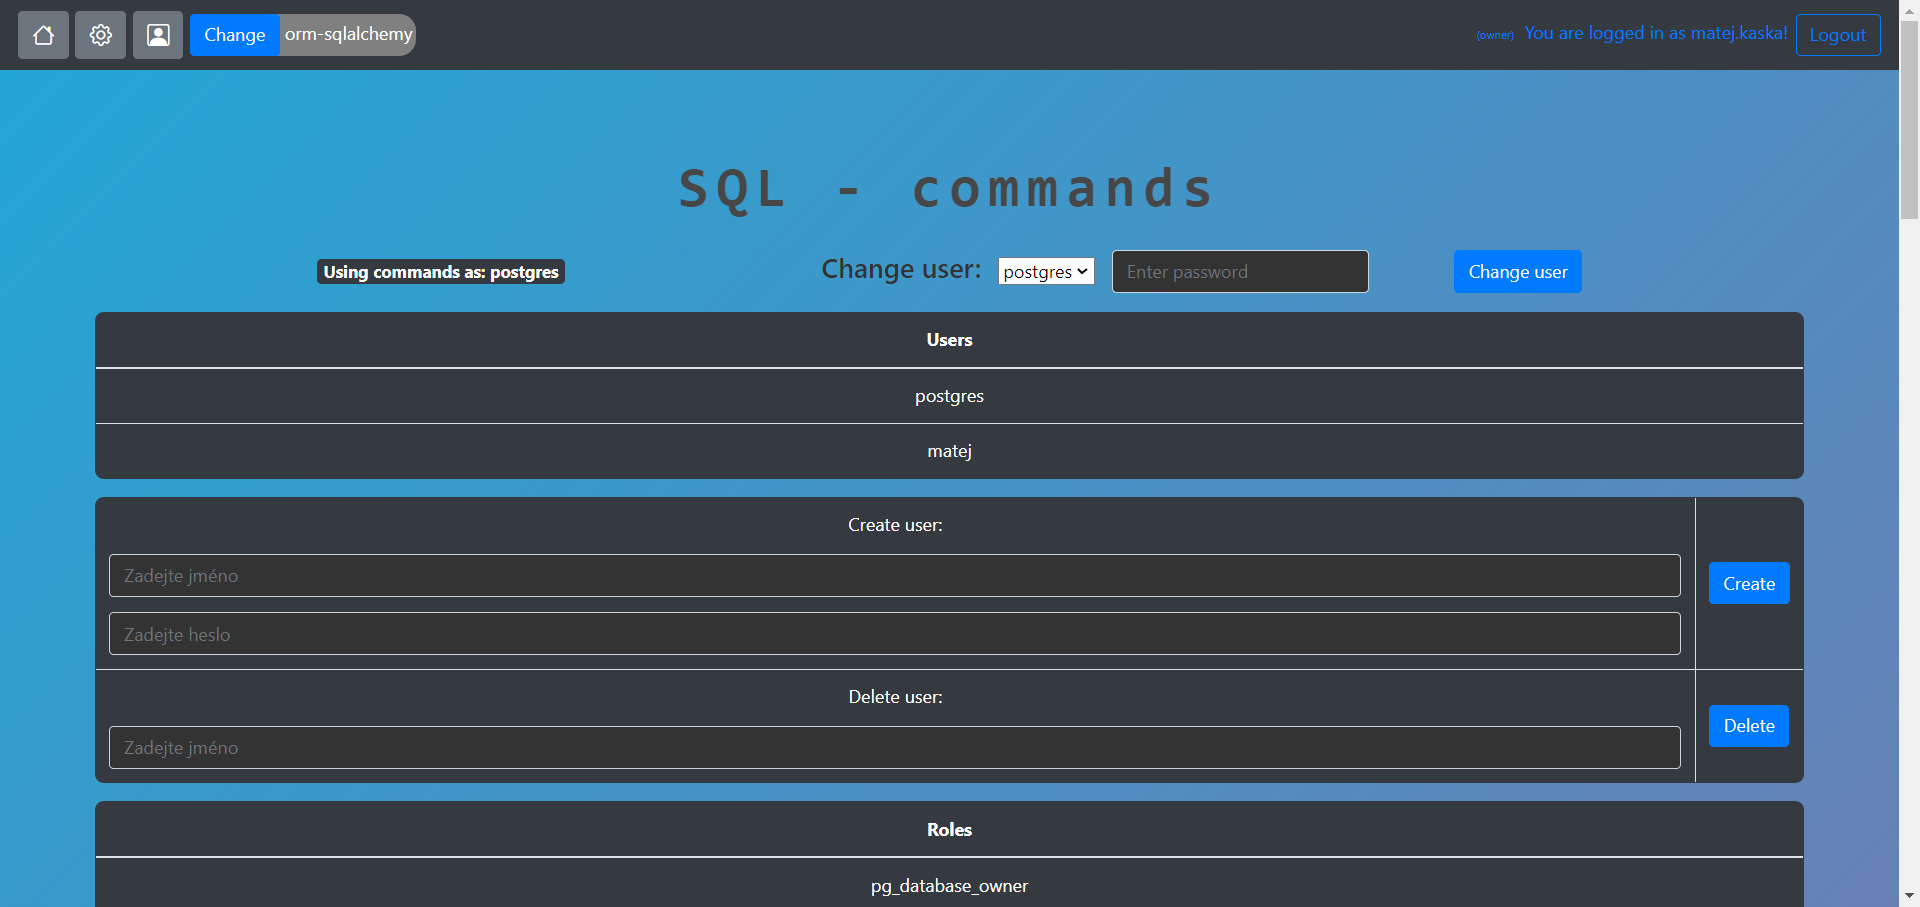 Change orm-sqlalchemy (owner) You are logged in as matej.kaska! Logout
SQL - commands
Using commands as: postgres Change user: postgres Enter password Change user
Users
postgres
matej
Create user:
Zadejte jméno
Create
Zadejte heslo
Delete user:
Delete
Zadejte jméno
Roles
pg_database_owner